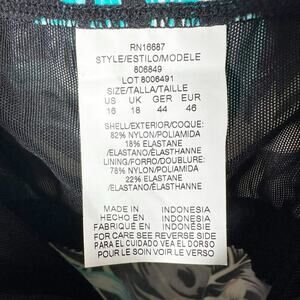 RN16687
STYLE/ESTILO/MODELE
806849
LOT 8006491
SIZE/TALLA/TAILLE
US UK GER EUR
16 18 44 46
SHELL/EXTERIOR/COQUE:
82% NYLON/POLIAMIDA
18% ELASTANE
/ELASTANO/ÉLASTHANNE
LINING/FORRO/DOUBLURE:
78% NYLON/POLIAMIDA
22% ELASTANE
/ELASTANO/ÉLASTHANNE
MADE IN INDONESIA
HECHO EN INDONESIA
FABRIQUÉ EN INDONÉSIE
FOR CARE SEE REVERSE SIDE
PARA EL CUIDADO VEA EL DORSO
POUR LE SOIN VOIR LE VERSO